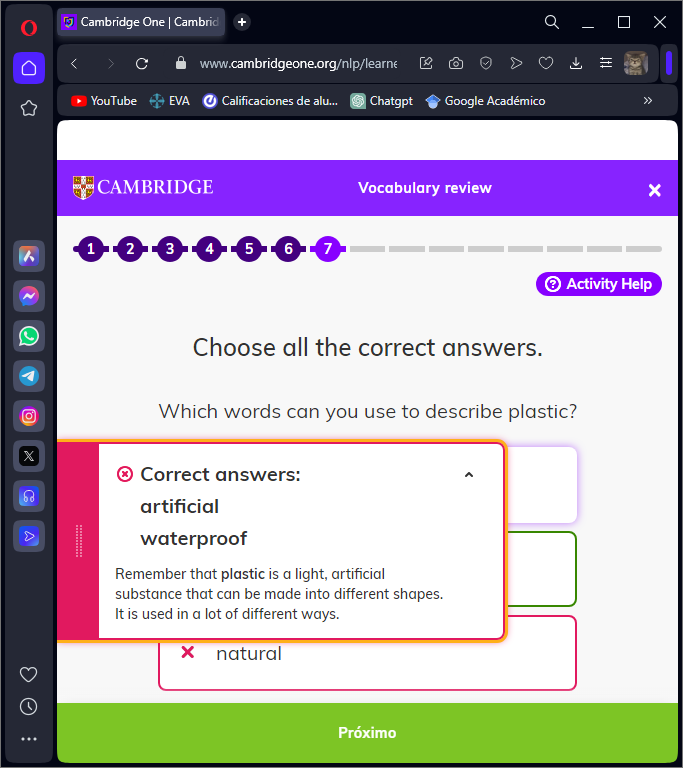 Cambridge One | Cambrid
www.cambridgeone.org/nlp/learne
YouTube
EVA
Calificaciones de alu...
Chatgpt
Google Académico
CAMBRIDGE
Vocabulary review
1 2 3 4 5 6 7
Activity Help
Choose all the correct answers.
Which words can you use to describe plastic?
Correct answers:
artificial
waterproof
Remember that plastic is a light, artificial
substance that can be made into different shapes.
It is used in a lot of different ways.
natural
Próximo